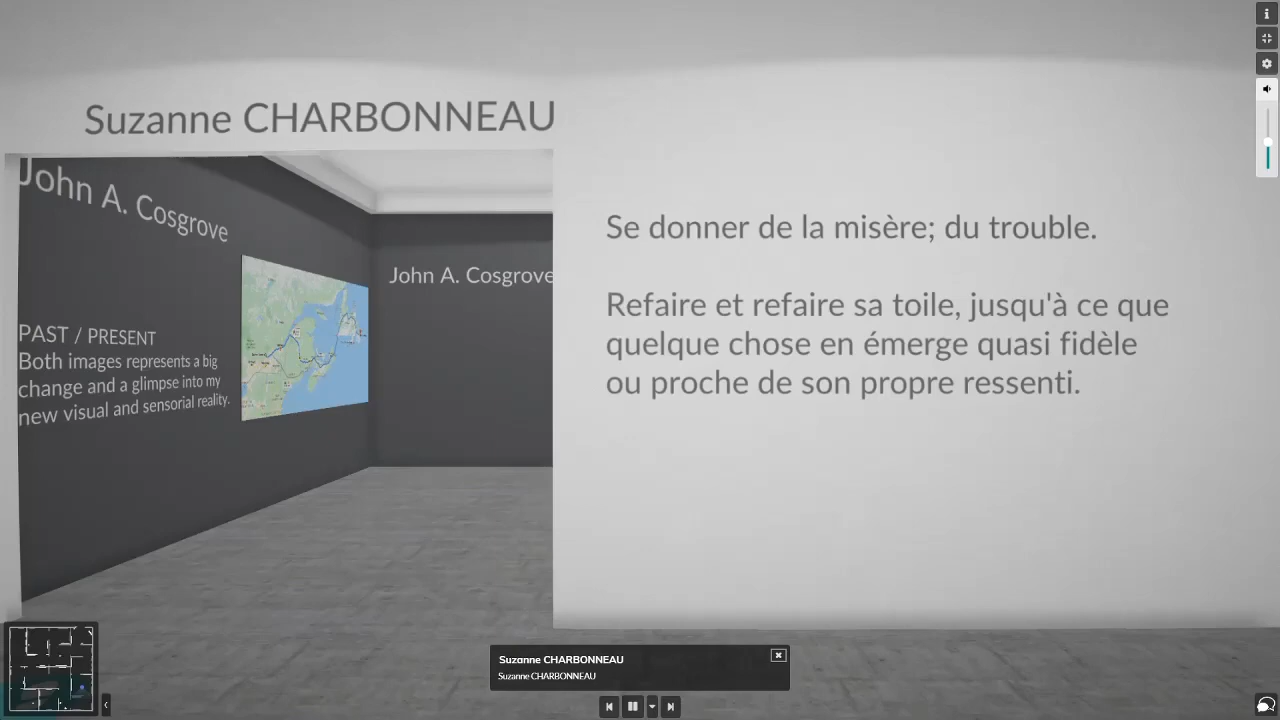 Suzanne CHARBONNEAU
John A. Cosgrove
John A. Cosgrove
PAST / PRESENT
Both images represents a big
change and a glimpse into my
new visual and sensorial reality.
Se donner de la misère; du trouble.
Refaire et refaire sa toile, jusqu'à ce que
quelque chose en émerge quasi fidèle
ou proche de son propre ressenti.
Suzanne CHARBONNEAU
Suzanne CHARBONNEAU